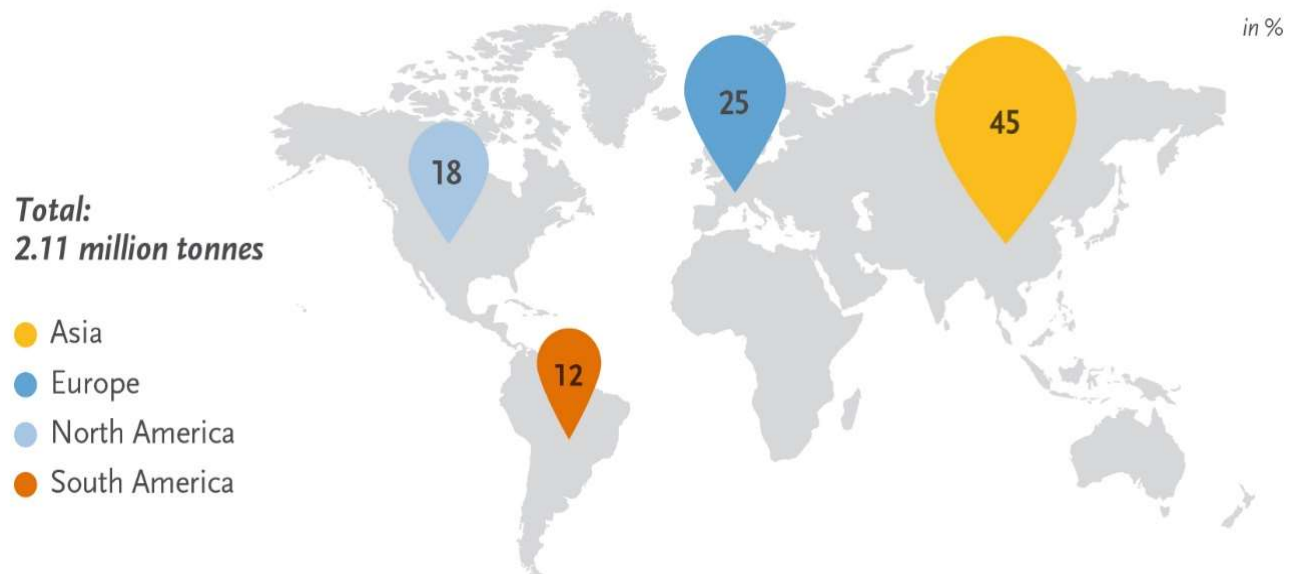 in %
25
45
18
Total:
2.11 million tonnes
Asia
Europe
12
North America
South America